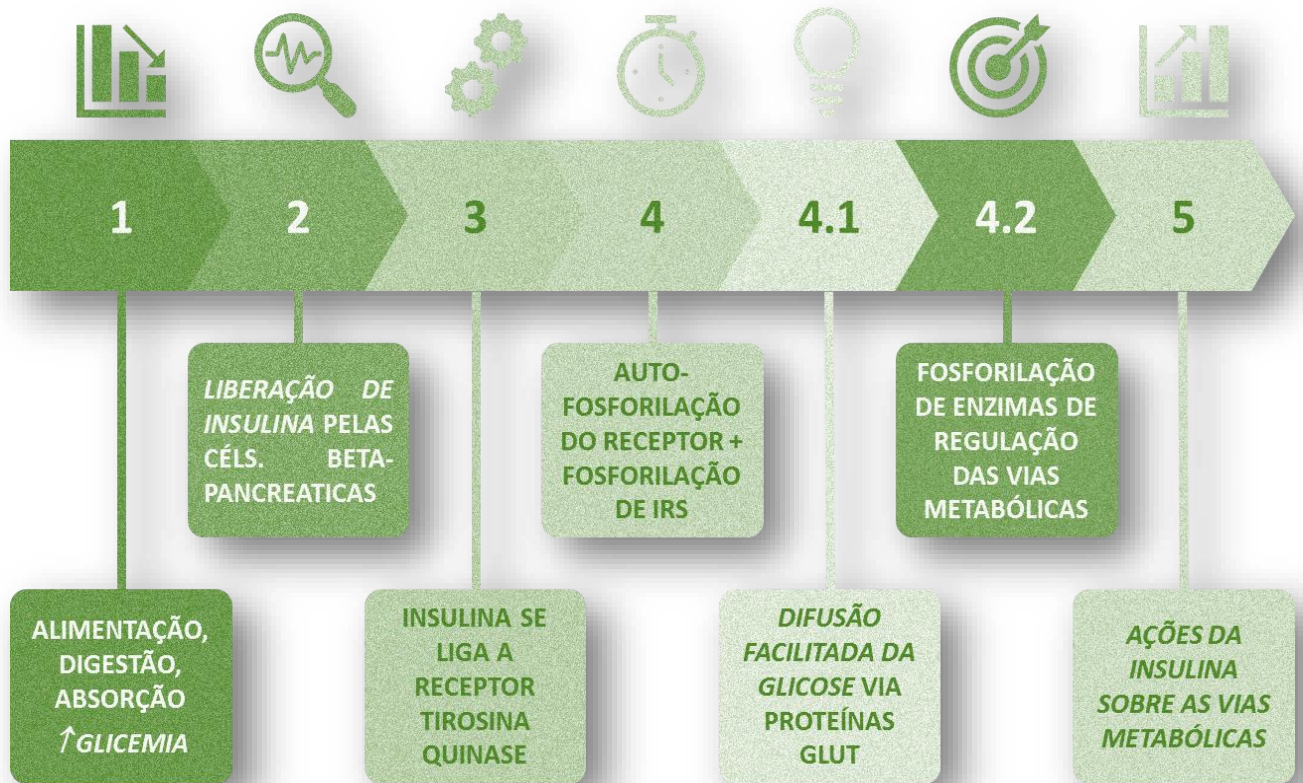 1
2
3
4
4.1
4.2
5
ALIMENTAÇÃO,
DIGESTÃO,
ABSORÇÃO
↑GLICEMIA
LIBERAÇÃO DE
INSULINA PELAS
CÉLS. BETA-
PANCREATICAS
INSULINA SE
LIGA A
RECEPTOR
TIROSINA
QUINASE
AUTO-
FOSFORILAÇÃO
DO RECEPTOR +
FOSFORILAÇÃO
DE IRS
DIFUSÃO
FACILITADA DA
GLICOSE VIA
PROTEÍNAS
GLUT
FOSFORILAÇÃO
DE ENZIMAS DE
REGULAÇÃO
DAS VIAS
METABÓLICAS
AÇÕES DA
INSULINA
SOBRE AS VIAS
METABÓLICAS